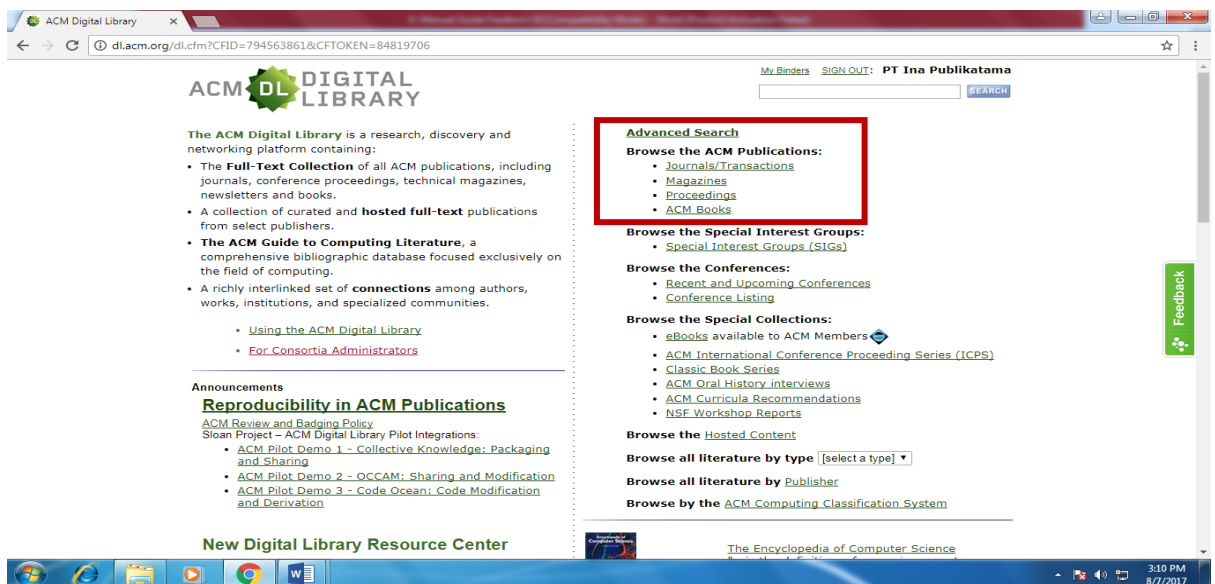 ACM Digital Library
dl.acm.org/dl.cfm?CFID=794563861&CFTOKEN=84819706
ACM DL DIGITAL
LIBRARY
My Binders SIGN OUT: PT Ina Publikatama
SEARCH
The ACM Digital Library is a research, discovery and
networking platform containing:
• The Full-Text Collection of all ACM publications, including
journals, conference proceedings, technical magazines,
newsletters and books.
• A collection of curated and hosted full-text publications
from select publishers.
• The ACM Guide to Computing Literature, a
comprehensive bibliographic database focused exclusively on
the field of computing.
• A richly interlinked set of connections among authors,
works, institutions, and specialized communities.
• Using the ACM Digital Library
• For Consortia Administrators
Announcements
Reproducibility in ACM Publications
ACM Review and Badging Policy
Sloan Project – ACM Digital Library Pilot Integrations:
• ACM Pilot Demo 1 - Collective Knowledge: Packaging
and Sharing
• ACM Pilot Demo 2 - OCCAM: Sharing and Modification
• ACM Pilot Demo 3 - Code Ocean: Code Modification
and Derivation
New Digital Library Resource Center
Advanced Search
Browse the ACM Publications:
• Journals/Transactions
• Magazines
• Proceedings
• ACM Books
Browse the Special Interest Groups:
• Special Interest Groups (SIGs)
Browse the Conferences:
• Recent and Upcoming Conferences
• Conference Listing
Browse the Special Collections:
• eBooks available to ACM Members
• ACM International Conference Proceeding Series (ICPS)
• Classic Book Series
• ACM Oral History interviews
• ACM Curricula Recommendations
• NSF Workshop Reports
Browse the Hosted Content
Browse all literature by type [select a type]
Browse all literature by Publisher
Browse by the ACM Computing Classification System
Encyclopedia of
Computer Science
The Encyclopedia of Computer Science
Feedback
3:10 PM
8/7/2017